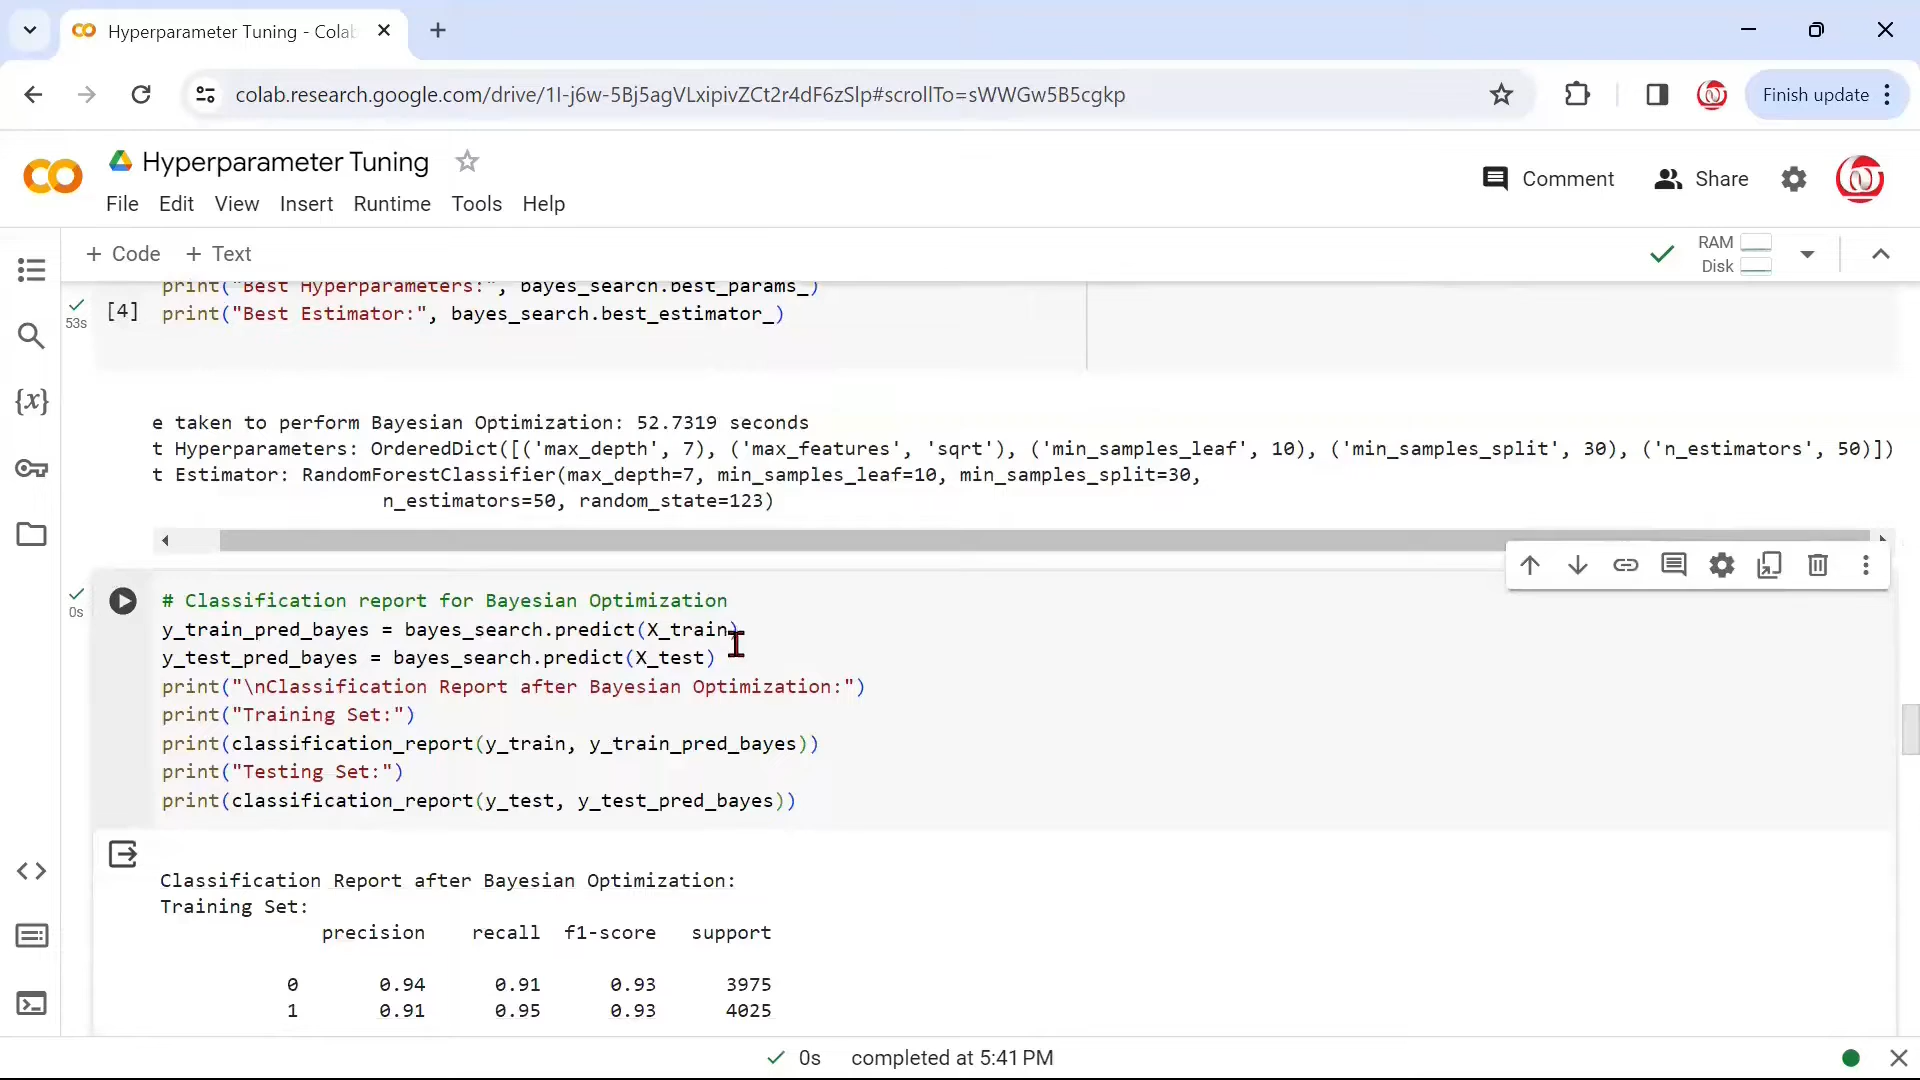 Hyperparameter Tuning - Colab
colab.research.google.com/drive/1I-j6w-5Bj5agVLxipivZCt2r4dF6zSlp#scrollTo=sWWGw5B5cgkp
Finish update
Hyperparameter Tuning
Comment
Share
File Edit View Insert Runtime Tools Help
+ Code + Text
RAM
Disk
print("Best Hyperparameters:", bayes_search.best_params_)
53s
[4]
print("Best Estimator:", bayes_search.best_estimator_)
e taken to perform Bayesian Optimization: 52.7319 seconds
t Hyperparameters: OrderedDict([('max_depth', 7), ('max_features', 'sqrt'), ('min_samples_leaf', 10), ('min_samples_split', 30), ('n_estimators', 50)])
t Estimator: RandomForestClassifier(max_depth=7, min_samples_leaf=10, min_samples_split=30,
n_estimators=50, random_state=123)
0s
# Classification report for Bayesian Optimization
y_train_pred_bayes = bayes_search.predict(X_train)
y_test_pred_bayes = bayes_search.predict(X_test)
print("\nClassification Report after Bayesian Optimization:")
print("Training Set:")
print(classification_report(y_train, y_train_pred_bayes))
print("Testing Set:")
print(classification_report(y_test, y_test_pred_bayes))
Classification Report after Bayesian Optimization:
Training Set:
precision recall f1-score support
0 0.94 0.91 0.93 3975
1 0.91 0.95 0.93 4025
0s completed at 5:41 PM